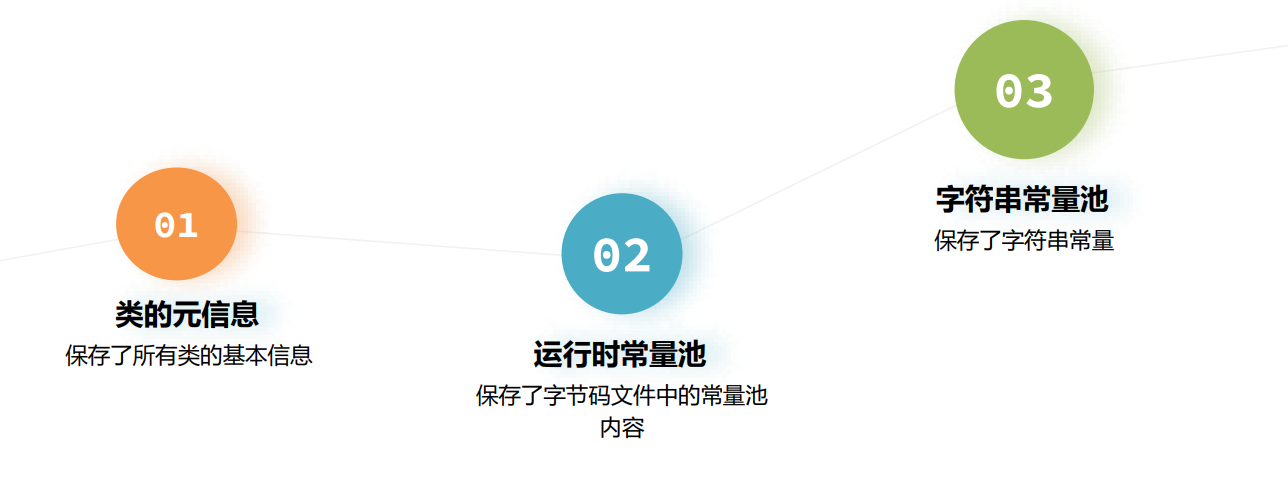 01
类的元信息
保存了所有类的基本信息
02
运行时常量池
保存了字节码文件中的常量池
内容
03
字符串常量池
保存了字符串常量